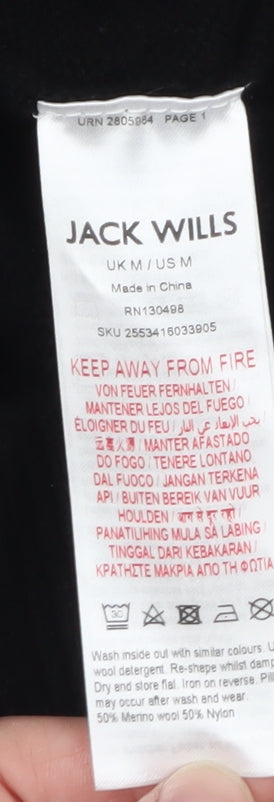 URN 2805984 PAGE 1
JACK WILLS
UK M / US M
Made in China
RN130498
SKU 2553416033905
KEEP AWAY FROM FIRE
VON FEUER FERNHALTEN /
MANTENER LEJOS DEL FUEGO
ÉLOIGNER DU FEU / يجب الابتعاد عن النار /
远离火源 / MANTER AFASTADO
DO FOGO / TENERE LONTANO
DAL FUOCO / JANGAN TERKENA
API / BUITEN BEREIK VAN VUUR
HOULDEN / आग से दूर रखें /
PANATILIHING MULA SA LABING
TINGGAL DARI KEBAKARAN /
ΚΡΑΤΗΣΤΕ ΜΑΚΡΙΑ ΑΠΟ ΤΗ ΦΩΤΙΑ
30
Wash inside out with similar colours. U
wool detergent. Re-shape whilst damp
Dry and store flat. Iron on reverse. Pill
may occur after wash and wear.
50% Merino wool 50% Nylon